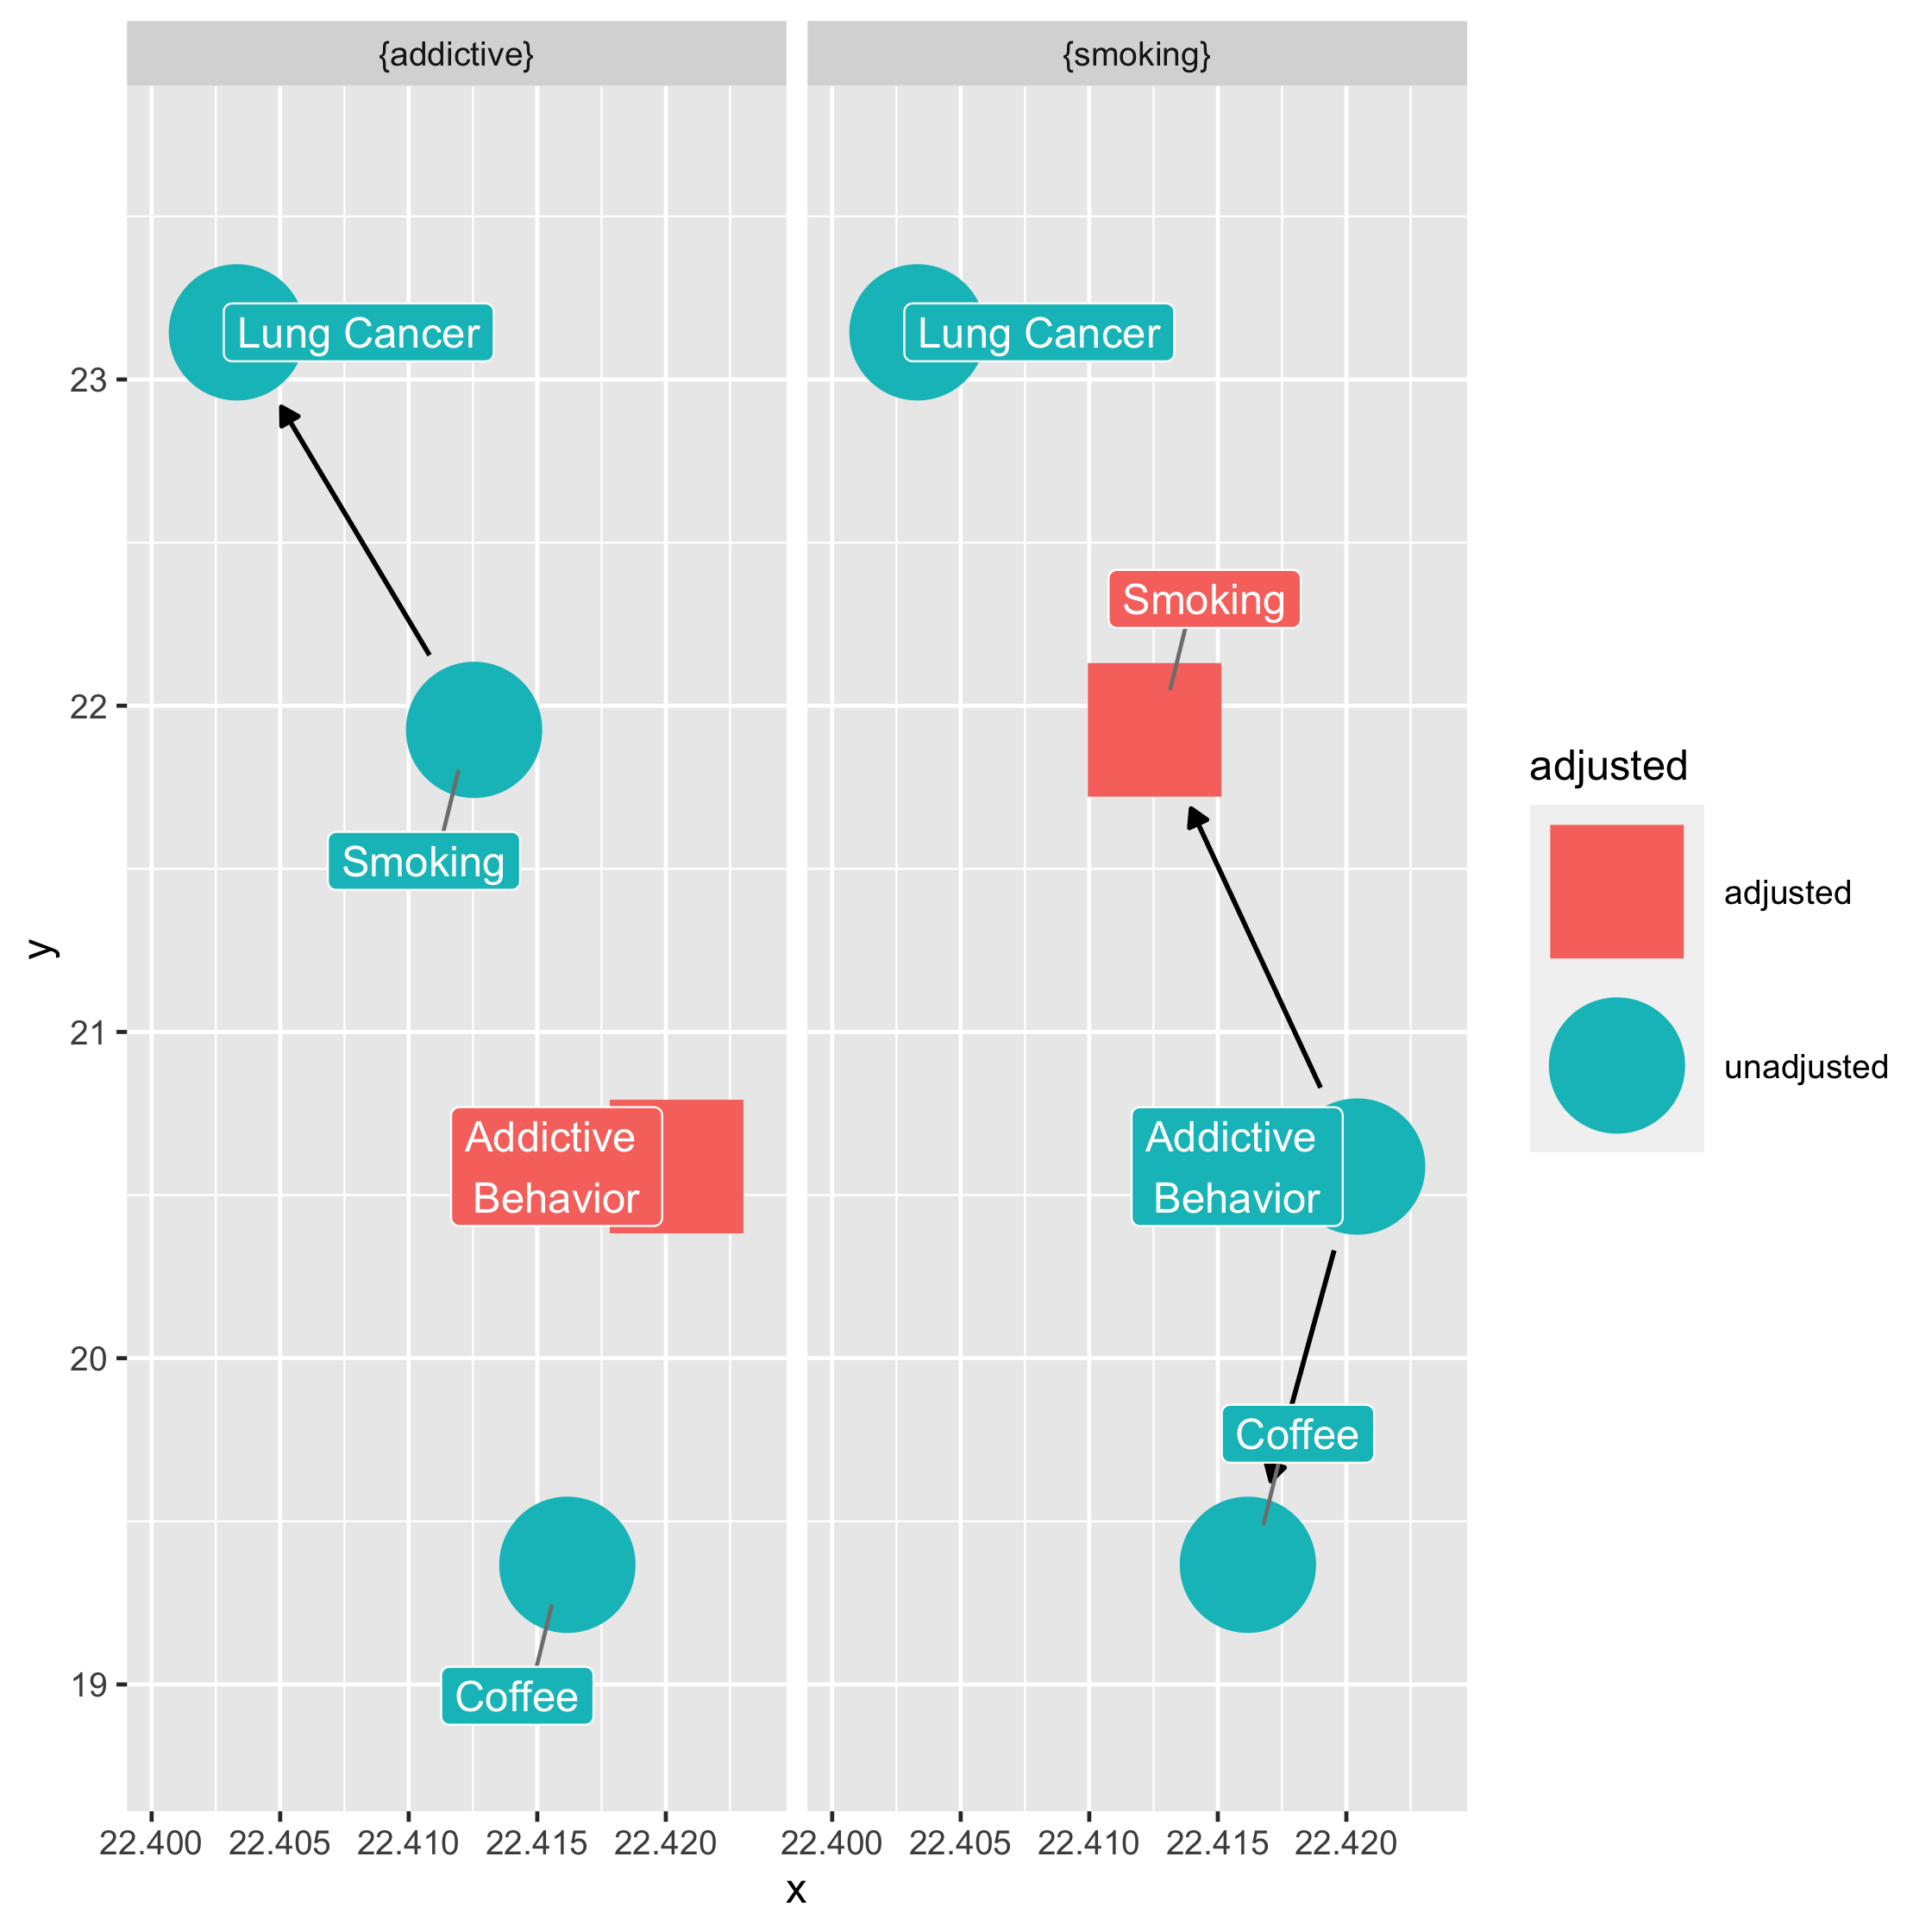 {addictive}
{smoking}
Lung Cancer
Lung Cancer
Smoking
Smoking
Addictive
Behavior
Addictive
Behavior
Coffee
Coffee
23
22
21
20
19
y
22.400
22.405
22.410
22.415
22.420
22.400
22.405
22.410
22.415
22.420
x
adjusted
adjusted
unadjusted